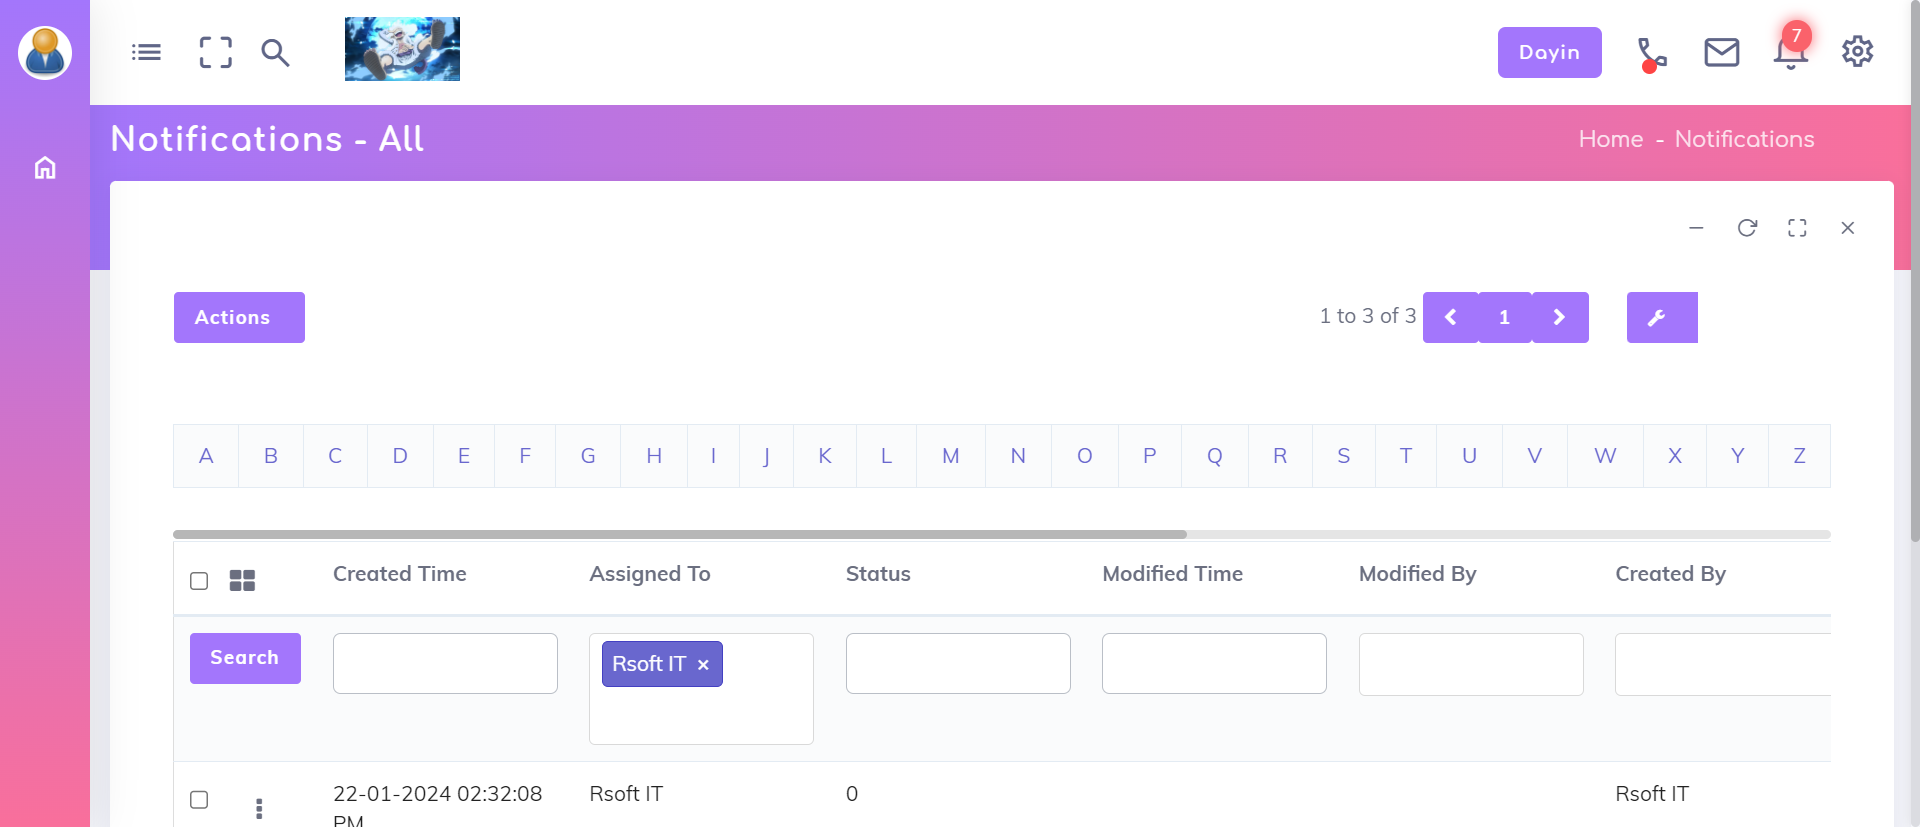 Dayin
7
Notifications - All
Home - Notifications
Actions
1 to 3 of 3
1
A B C D E F G H I J K L M N O P Q R S T U V W X Y Z
Created Time Assigned To Status Modified Time Modified By Created By
Search
Rsoft IT ×
22-01-2024 02:32:08 Rsoft IT 0 Rsoft IT
PM